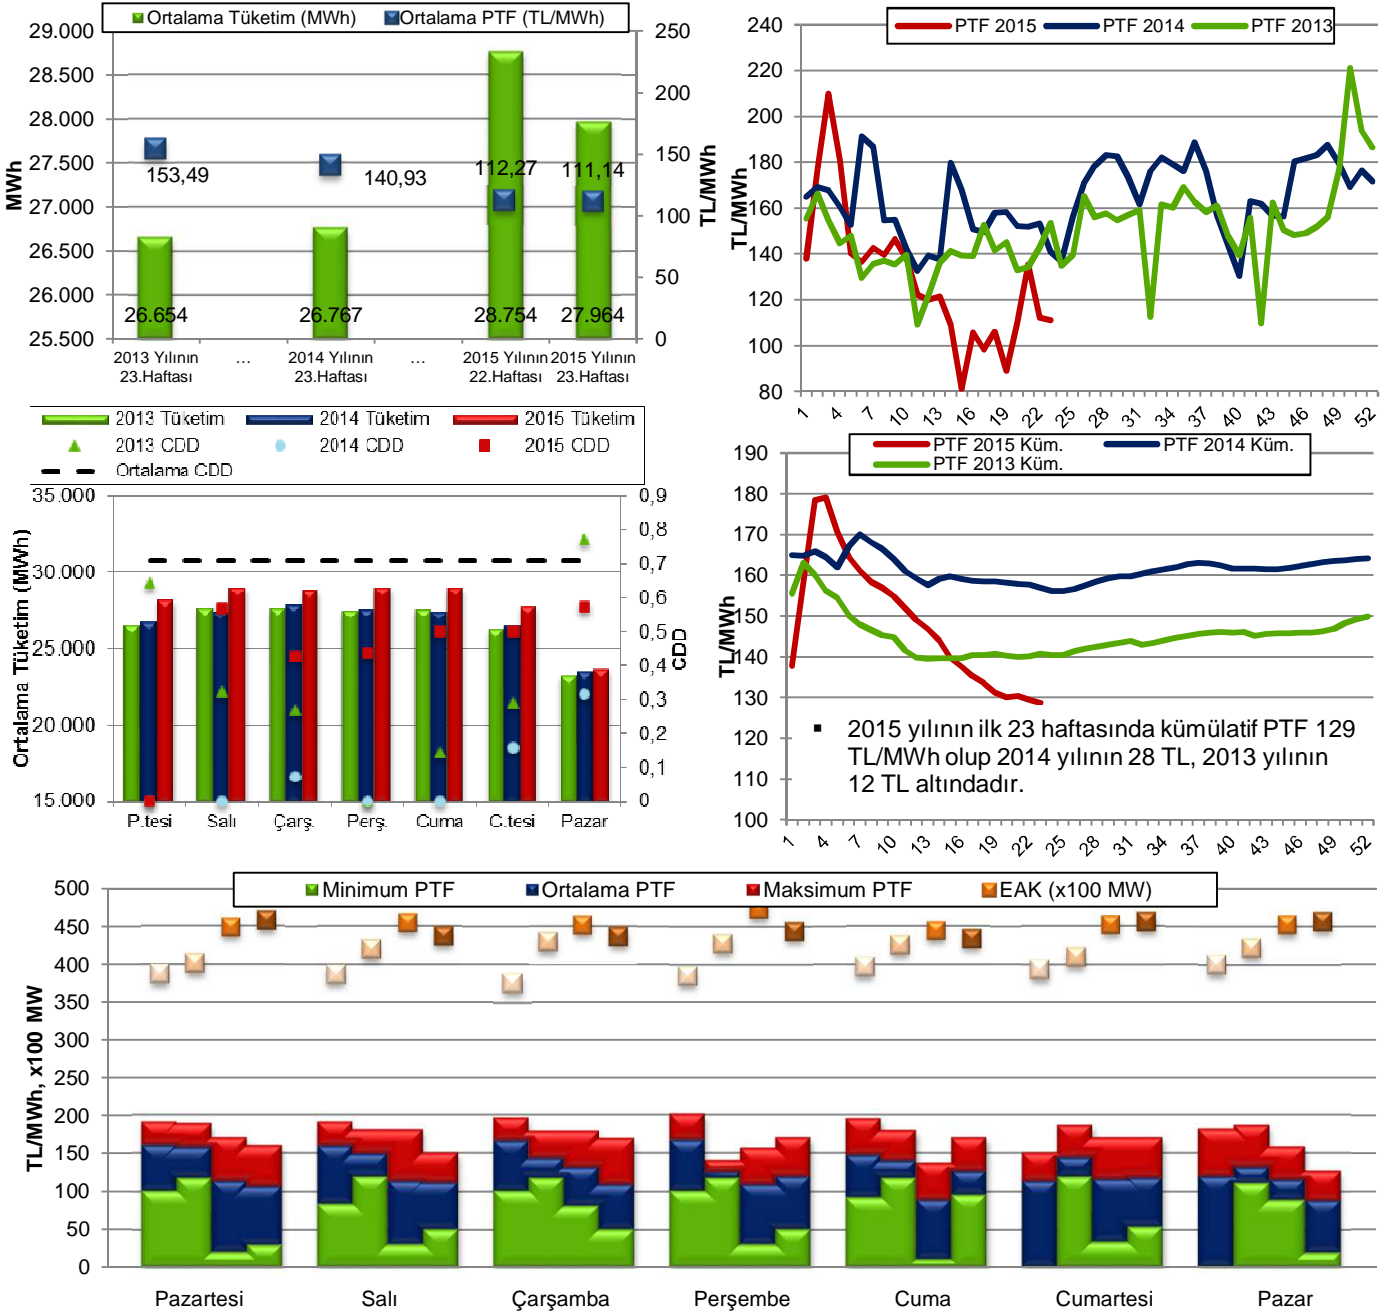 Ortalama Tüketim (MWh) Ortalama PTF (TL/MWh)
29.000
28.500
28.000
27.500
27.000
26.500
26.000
25.500
MWh
250
200
150
100
50
0
TL/MWh
153,49
140,93
112,27
111,14
26.654
26.767
28.754
27.964
2013 Yılının
23.Haftası
...
2014 Yılının
23.Haftası
...
2015 Yılının
22.Haftası
2015 Yılının
23.Haftası
PTF 2015 PTF 2014 PTF 2013
240
220
200
180
160
140
120
100
80
TL/MWh
1 4 7 10 13 16 19 22 25 28 31 34 37 40 43 46 49 52
2013 Tüketim 2014 Tüketim 2015 Tüketim
2013 CDD 2014 CDD 2015 CDD
Ortalama CDD
35.000
30.000
25.000
20.000
15.000
Ortalama Tüketim (MWh)
0,9
0,8
0,7
0,6
0,5
0,4
0,3
0,2
0,1
0
CDD
P.tesi Salı Çarş. Perş. Cuma C.tesi Pazar
PTF 2015 Küm. PTF 2014 Küm.
PTF 2013 Küm.
190
180
170
160
150
140
130
120
110
100
TL/MWh
1 4 7 10 13 16 19 22 25 28 31 34 37 40 43 46 49 52
▪ 2015 yılının ilk 23 haftasında kümülatif PTF 129
TL/MWh olup 2014 yılının 28 TL, 2013 yılının
12 TL altındadır.
Minimum PTF Ortalama PTF Maksimum PTF EAK (x100 MW)
500
450
400
350
300
250
200
150
100
50
0
TL/MWh, x100 MW
Pazartesi Salı Çarşamba Perşembe Cuma Cumartesi Pazar